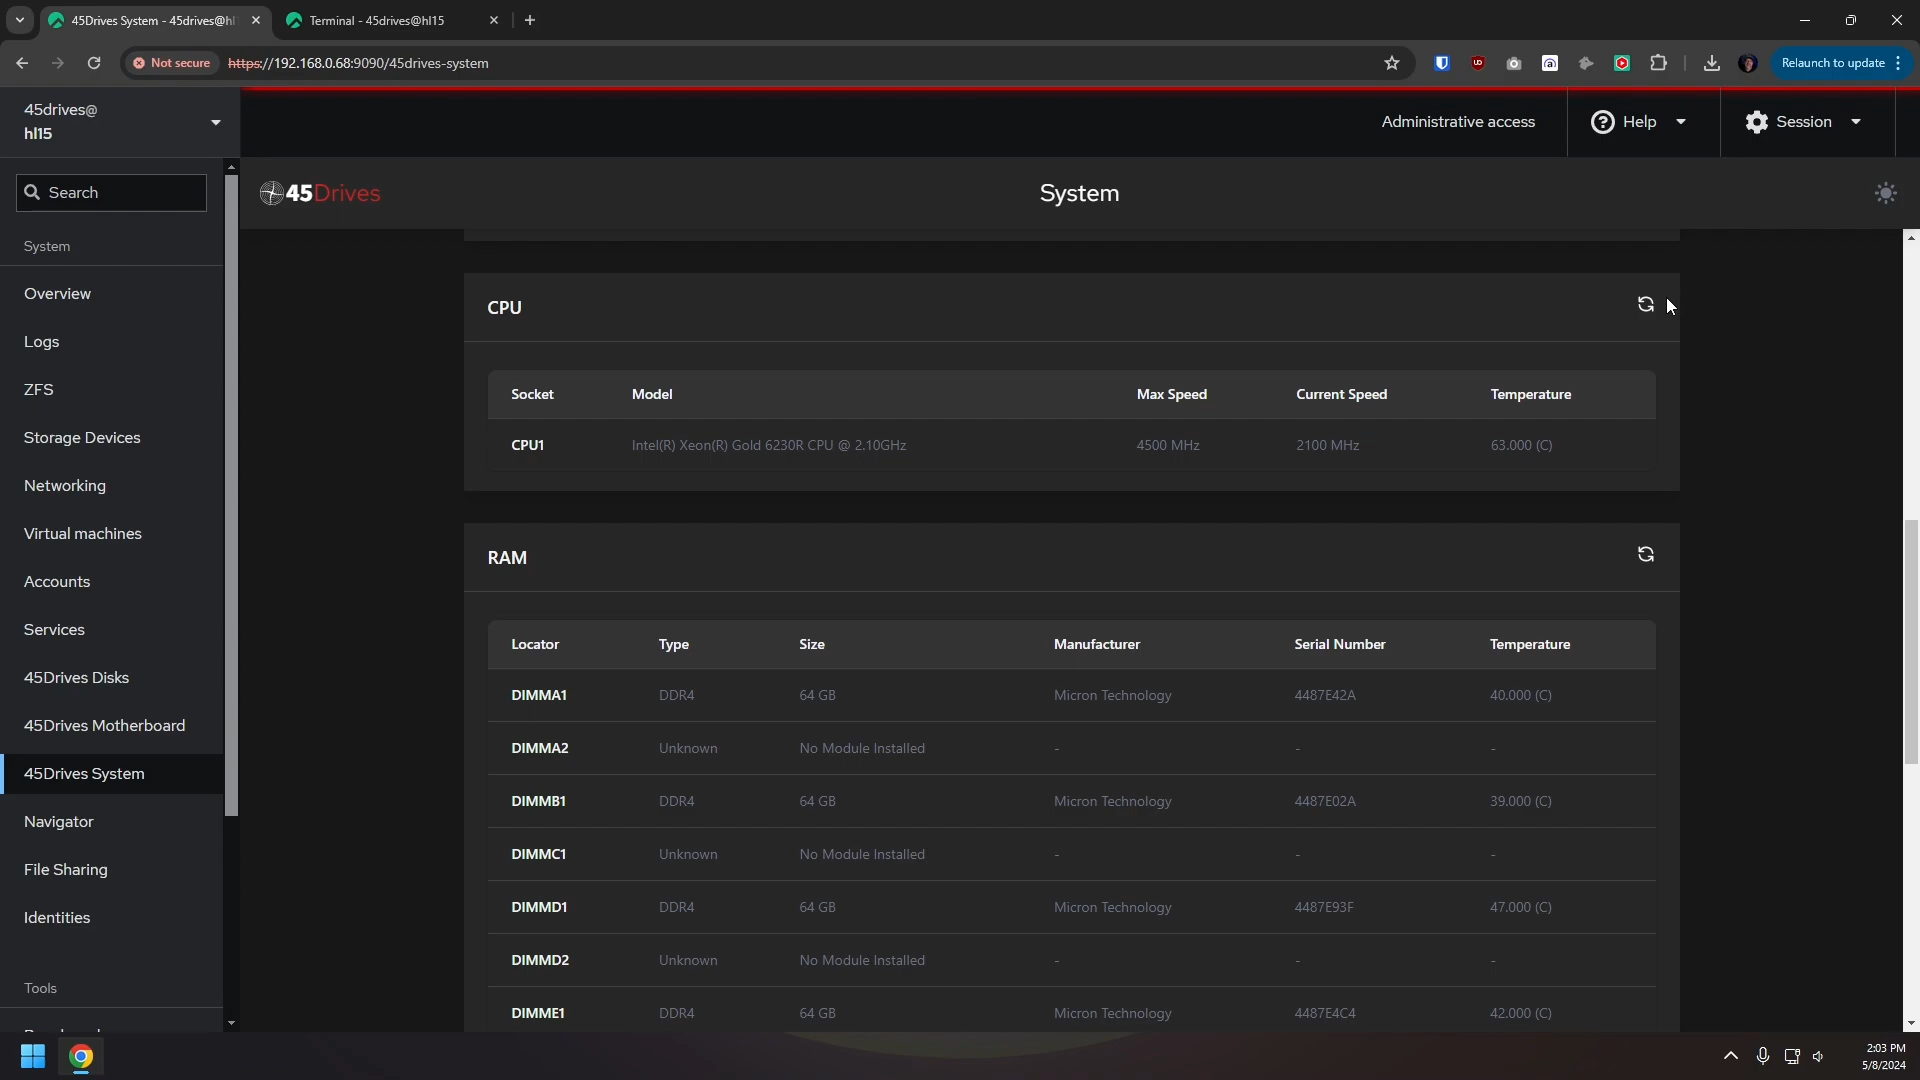 45Drives System - 45drives@hl
Terminal - 45drives@hl15
Not secure
https://192.168.0.68:9090/45drives-system
Relaunch to update
45drives@
hl15
Administrative access
Help
Session
Search
45Drives
System
System
Overview
Logs
ZFS
Storage Devices
Networking
Virtual machines
Accounts
Services
45Drives Disks
45Drives Motherboard
45Drives System
Navigator
File Sharing
Identities
Tools
CPU
Socket Model Max Speed Current Speed Temperature
CPU1 Intel(R) Xeon(R) Gold 6230R CPU @ 2.10GHz 4500 MHz 2100 MHz 63.000 (C)
RAM
Locator Type Size Manufacturer Serial Number Temperature
DIMMA1 DDR4 64 GB Micron Technology 4487E42A 40.000 (C)
DIMMA2 Unknown No Module Installed - - -
DIMMB1 DDR4 64 GB Micron Technology 4487E02A 39.000 (C)
DIMMC1 Unknown No Module Installed - - -
DIMMD1 DDR4 64 GB Micron Technology 4487E93F 47.000 (C)
DIMMD2 Unknown No Module Installed - - -
DIMME1 DDR4 64 GB Micron Technology 4487E4C4 42.000 (C)
2:03 PM
5/8/2024